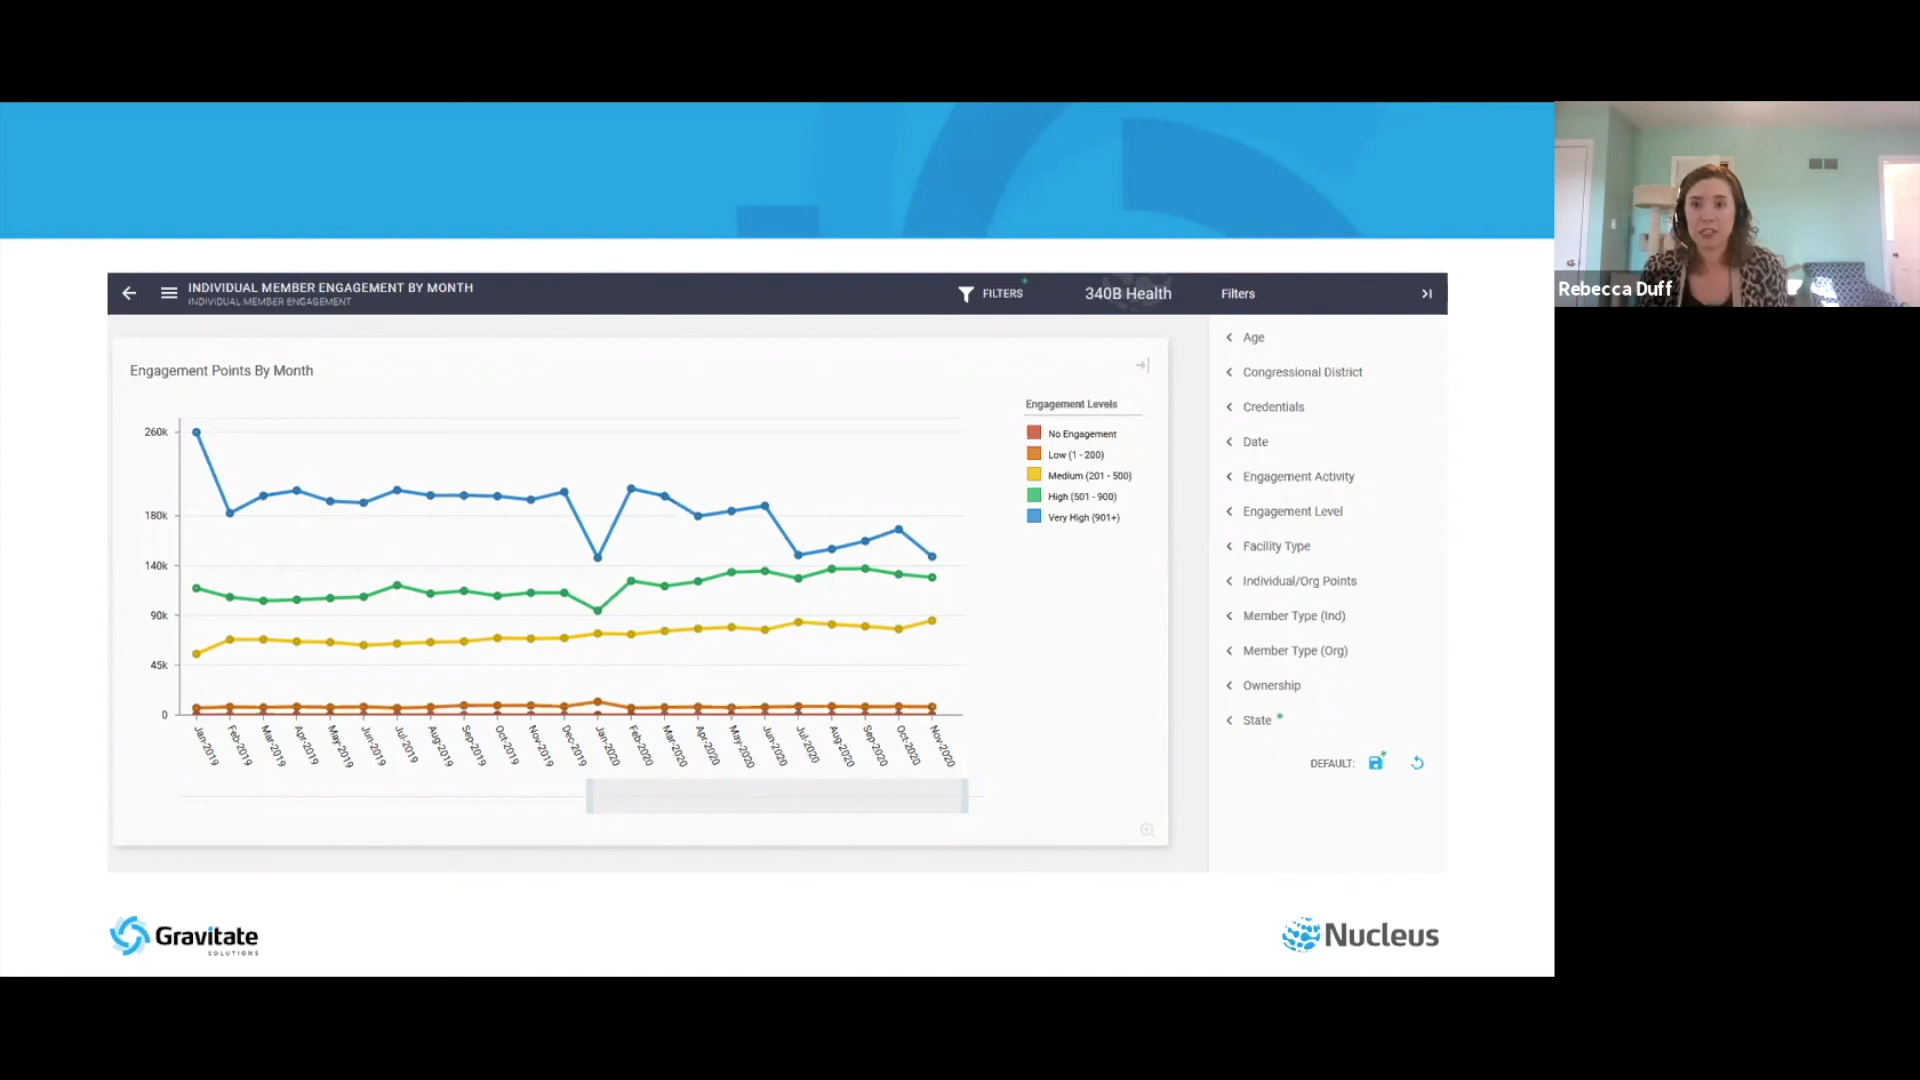 INDIVIDUAL MEMBER ENGAGEMENT BY MONTH
INDIVIDUAL MEMBER ENGAGEMENT
FILTERS
340B Health
Filters
Rebecca Duff
Engagement Points By Month
260k
180k
140k
90k
45k
0
Jan-2019
Feb-2019
Mar-2019
Apr-2019
May-2019
Jun-2019
Jul-2019
Aug-2019
Sep-2019
Oct-2019
Nov-2019
Dec-2019
Jan-2020
Feb-2020
Mar-2020
Apr-2020
May-2020
Jun-2020
Jul-2020
Aug-2020
Sep-2020
Oct-2020
Nov-2020
Engagement Levels
No Engagement
Low (1 - 200)
Medium (201 - 500)
High (501 - 900)
Very High (901+)
Age
Congressional District
Credentials
Date
Engagement Activity
Engagement Level
Facility Type
Individual/Org Points
Member Type (Ind)
Member Type (Org)
Ownership
State *
DEFAULT:
Gravitate
SOLUTIONS
Nucleus